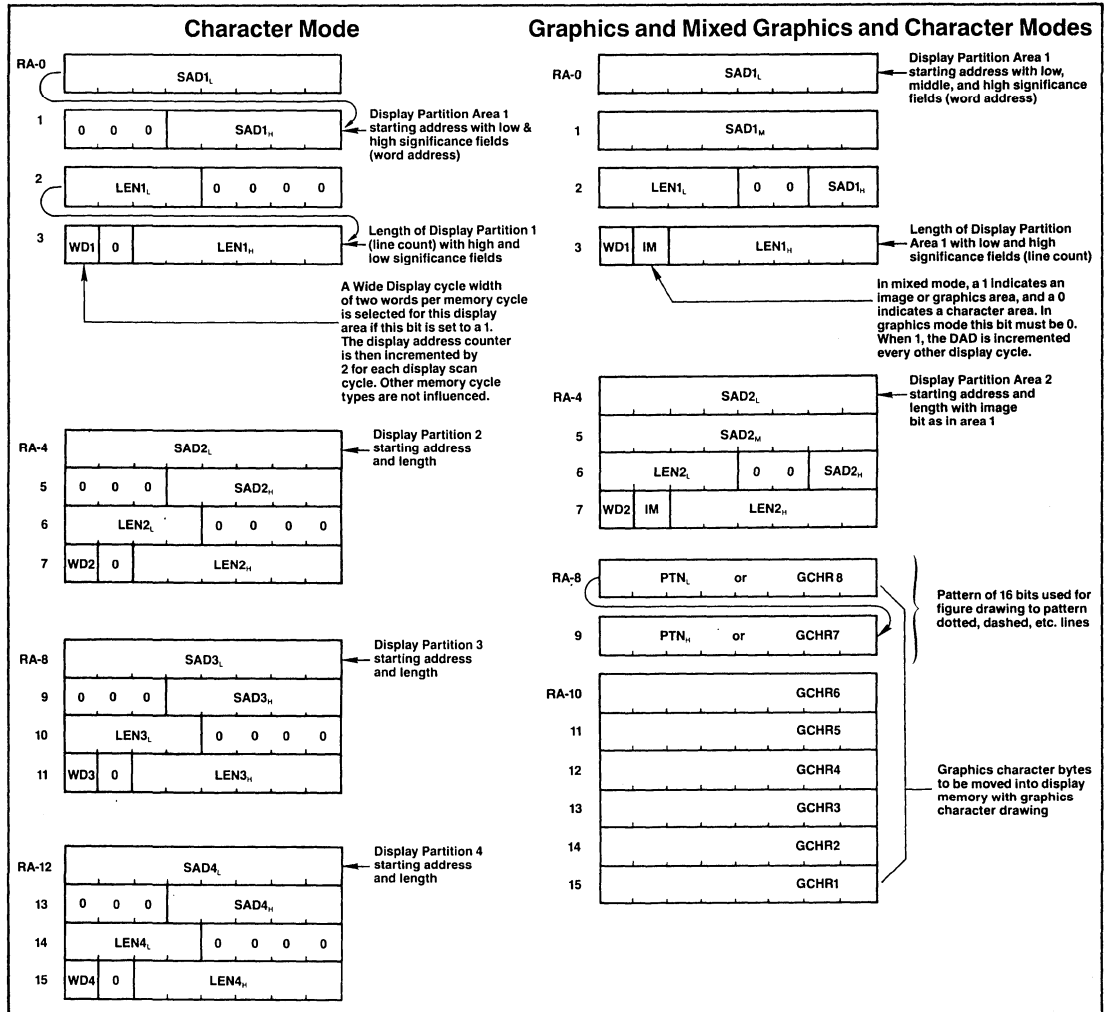 Character Mode
RA-0
SAD1L
1
0 0 0 SAD1H
Display Partition Area 1
starting address with low &
high significance fields
(word address)
2
LEN1L 0 0 0 0
3
WD1 0 LEN1H
Length of Display Partition 1
(line count) with high and
low significance fields
A Wide Display cycle width
of two words per memory cycle
is selected for this display
area if this bit is set to a 1.
The display address counter
is then incremented by
2 for each display scan
cycle. Other memory cycle
types are not influenced.
RA-4
SAD2L
Display Partition 2
starting address
and length
5
0 0 0 SAD2H
6
LEN2L 0 0 0 0
7
WD2 0 LEN2H
RA-8
SAD3L
Display Partition 3
starting address
and length
9
0 0 0 SAD3H
10
LEN3L 0 0 0 0
11
WD3 0 LEN3H
RA-12
SAD4L
Display Partition 4
starting address
and length
13
0 0 0 SAD4H
14
LEN4L 0 0 0 0
15
WD4 0 LEN4H
Graphics and Mixed Graphics and Character Modes
RA-0
SAD1L
Display Partition Area 1
starting address with low,
middle, and high significance
fields (word address)
1
SAD1M
2
LEN1L 0 0 SAD1H
3
WD1 IM LEN1H
Length of Display Partition
Area 1 with low and high
significance fields (line count)
In mixed mode, a 1 indicates an
image or graphics area, and a 0
indicates a character area. In
graphics mode this bit must be 0.
When 1, the DAD is incremented
every other display cycle.
RA-4
SAD2L
Display Partition Area 2
starting address and
length with image
bit as in area 1
5
SAD2M
6
LEN2L 0 0 SAD2H
7
WD2 IM LEN2H
RA-8
PTNL or GCHR 8
9
PTNH or GCHR7
Pattern of 16 bits used for
figure drawing to pattern
dotted, dashed, etc. lines
RA-10
GCHR6
11
GCHR5
12
GCHR4
13
GCHR3
14
GCHR2
15
GCHR1
Graphics character bytes
to be moved into display
memory with graphics
character drawing